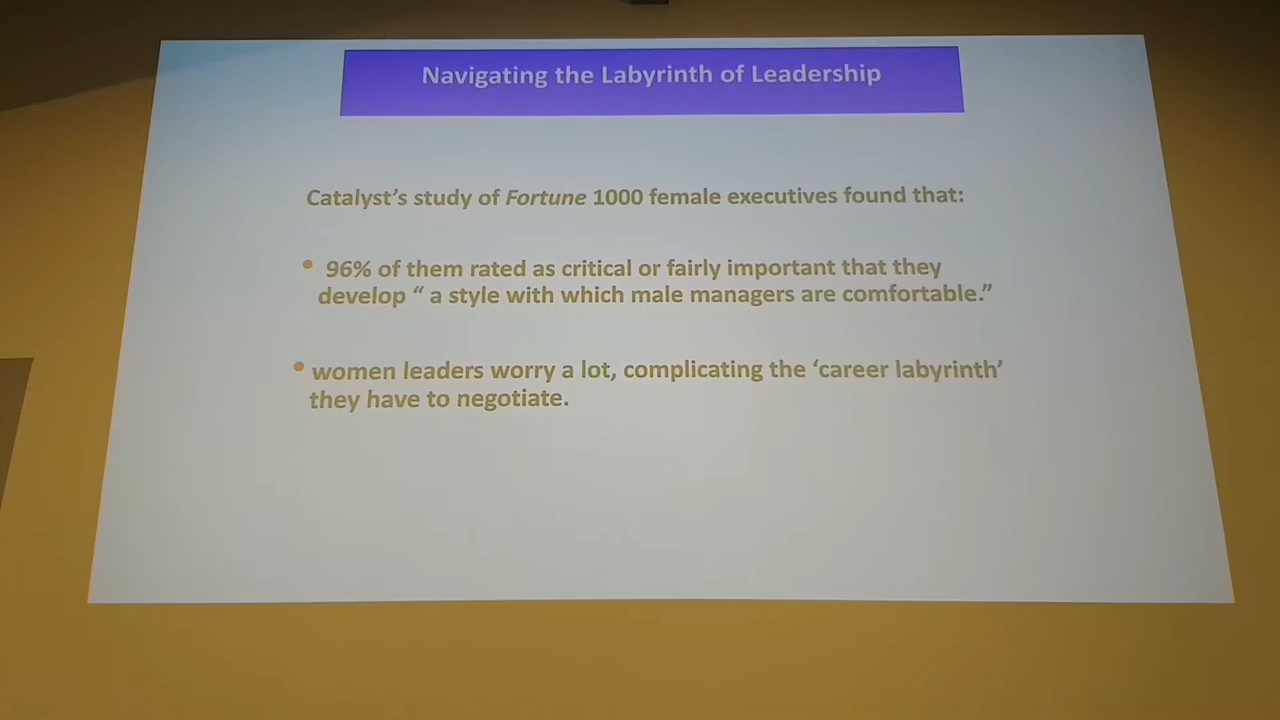 Navigating the Labyrinth of Leadership
Catalyst’s study of Fortune 1000 female executives found that:
• 96% of them rated as critical or fairly important that they
develop “ a style with which male managers are comfortable.”
• women leaders worry a lot, complicating the ‘career labyrinth’
they have to negotiate.